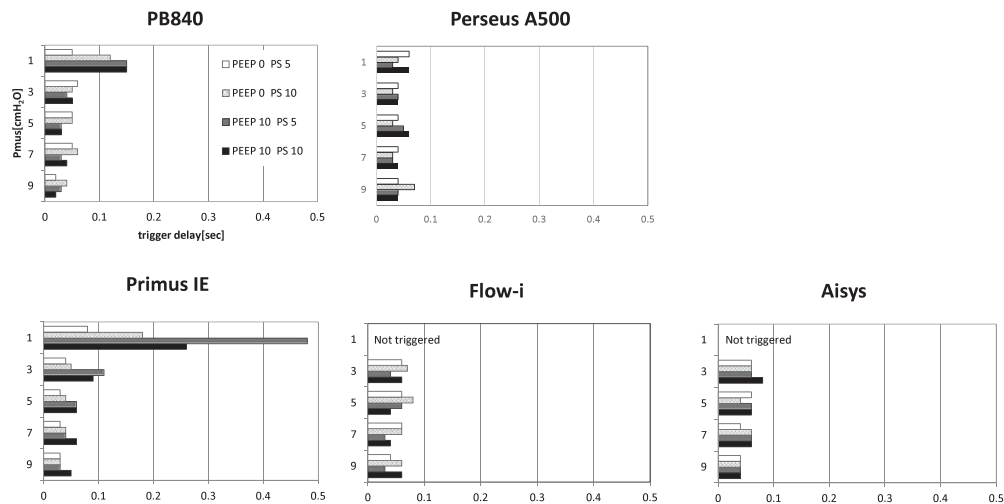 PB840
Pmus[cmH₂O]
1
3
5
7
9
0 0.1 0.2 0.3 0.4 0.5
trigger delay[sec]
PEEP 0 PS 5
PEEP 0 PS 10
PEEP 10 PS 5
PEEP 10 PS 10
Perseus A500
1
3
5
7
9
0 0.1 0.2 0.3 0.4 0.5
Primus IE
1
3
5
7
9
0 0.1 0.2 0.3 0.4 0.5
Flow-i
1 Not triggered
3
5
7
9
0 0.1 0.2 0.3 0.4 0.5
Aisys
1 Not triggered
3
5
7
9
0 0.1 0.2 0.3 0.4 0.5